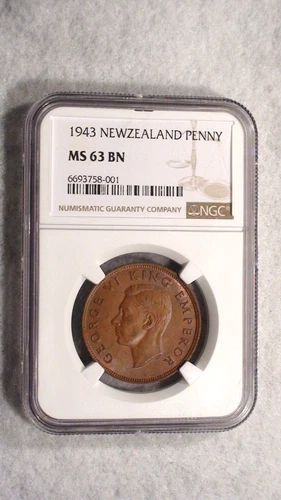 1943 NEWZEALAND PENNY
MS 63 BN
6693758-001
NUMISMATIC GUARANTY COMPANY NGC
GEORGE VI KING EMPEROR